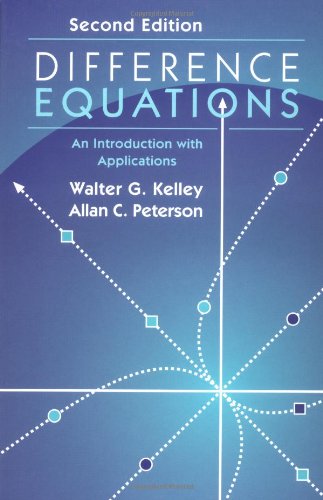 Second Edition
DIFFERENCE
EQUATIONS
An Introduction with
Applications
Walter G. Kelley
Allan C. Peterson